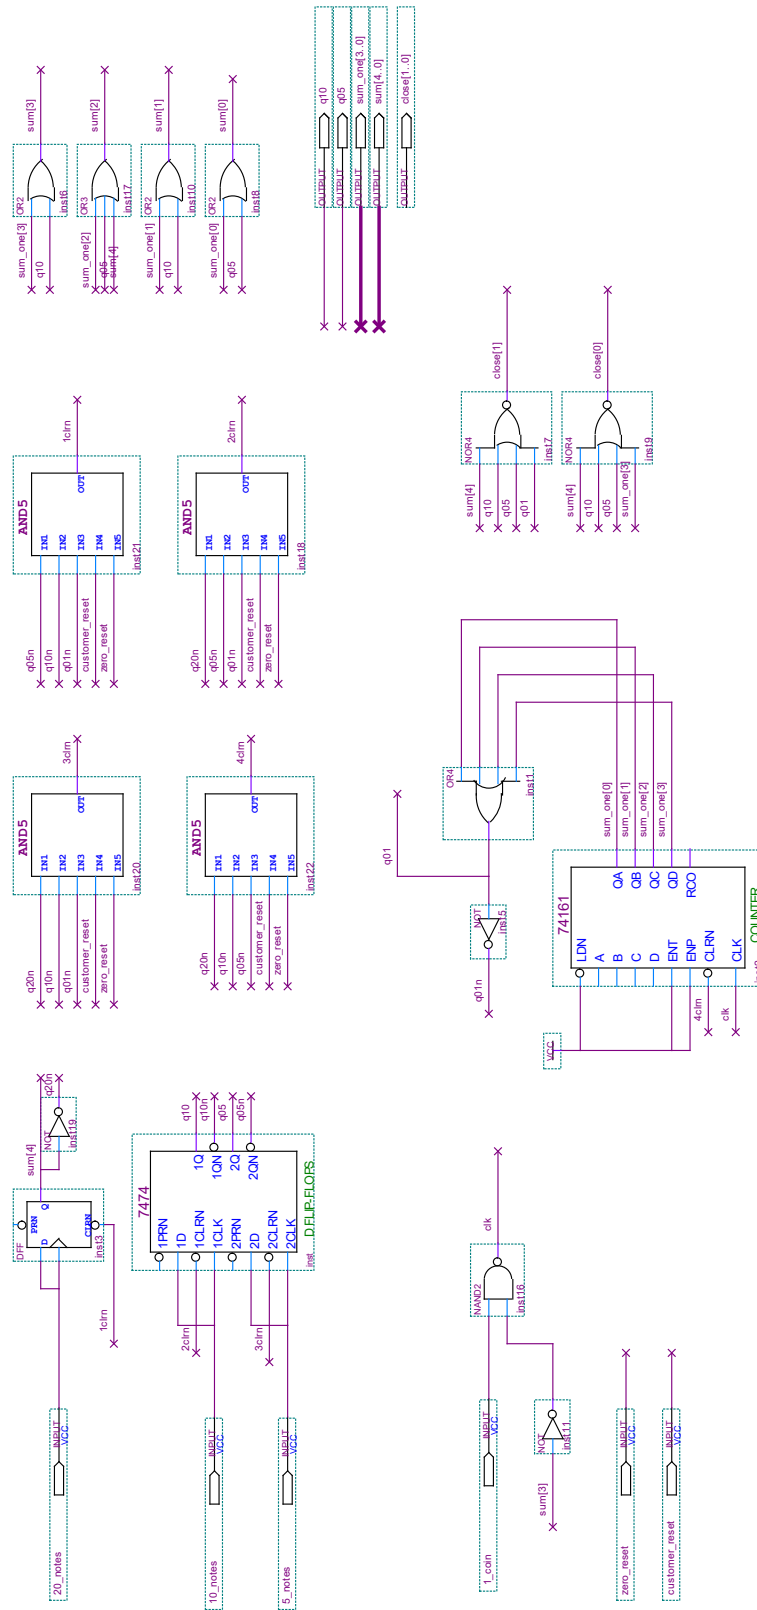 sum[3]
OR2
inst6
sum_one[3]
q10
sum[2]
OR3
inst17
sum_one[2]
q05
sum[4]
sum[1]
OR2
inst10
sum_one[1]
q10
sum[0]
OR2
inst8
sum_one[0]
q05
OUTPUT
q10
OUTPUT
q05
OUTPUT
sum_one[3..0]
OUTPUT
sum[4..0]
OUTPUT
close[1..0]
close[1]
NOR4
inst7
sum[4]
q10
q05
q01
close[0]
NOR4
inst9
sum[4]
q10
q05
sum_one[3]
1clrn
AND5
OUT
IN1
IN2
IN3
IN4
IN5
inst21
q05n
q10n
q01n
customer_reset
zero_reset
2clrn
AND5
OUT
IN1
IN2
IN3
IN4
IN5
inst18
q20n
q05n
q01n
customer_reset
zero_reset
3clrn
AND5
OUT
IN1
IN2
IN3
IN4
IN5
inst20
q20n
q10n
q01n
customer_reset
zero_reset
4clrn
AND5
OUT
IN1
IN2
IN3
IN4
IN5
inst22
q20n
q10n
q05n
customer_reset
zero_reset
OR4
inst1
q01
NOT
inst5
q01n
sum_one[0]
sum_one[1]
sum_one[2]
sum_one[3]
74161
LDN
A
B
C
D
ENT
ENP
CLRN
CLK
QA
QB
QC
QD
RCO
COUNTER
VCC
4clrn
clk
sum[4]
q20n
NOT
inst19
DFF
PRN
D
Q
CLRN
inst3
1clrn
INPUT
VCC
20_notes
q10
q10n
q05
q05n
7474
1PRN
1D
1CLRN
1CLK
2PRN
2D
2CLRN
2CLK
1Q
1QN
2Q
2QN
D FLIP-FLOPS
inst
2clrn
3clrn
INPUT
VCC
10_notes
INPUT
VCC
5_notes
clk
NAND2
inst16
INPUT
VCC
1_coin
NOT
inst11
sum[3]
INPUT
VCC
zero_reset
INPUT
VCC
customer_reset